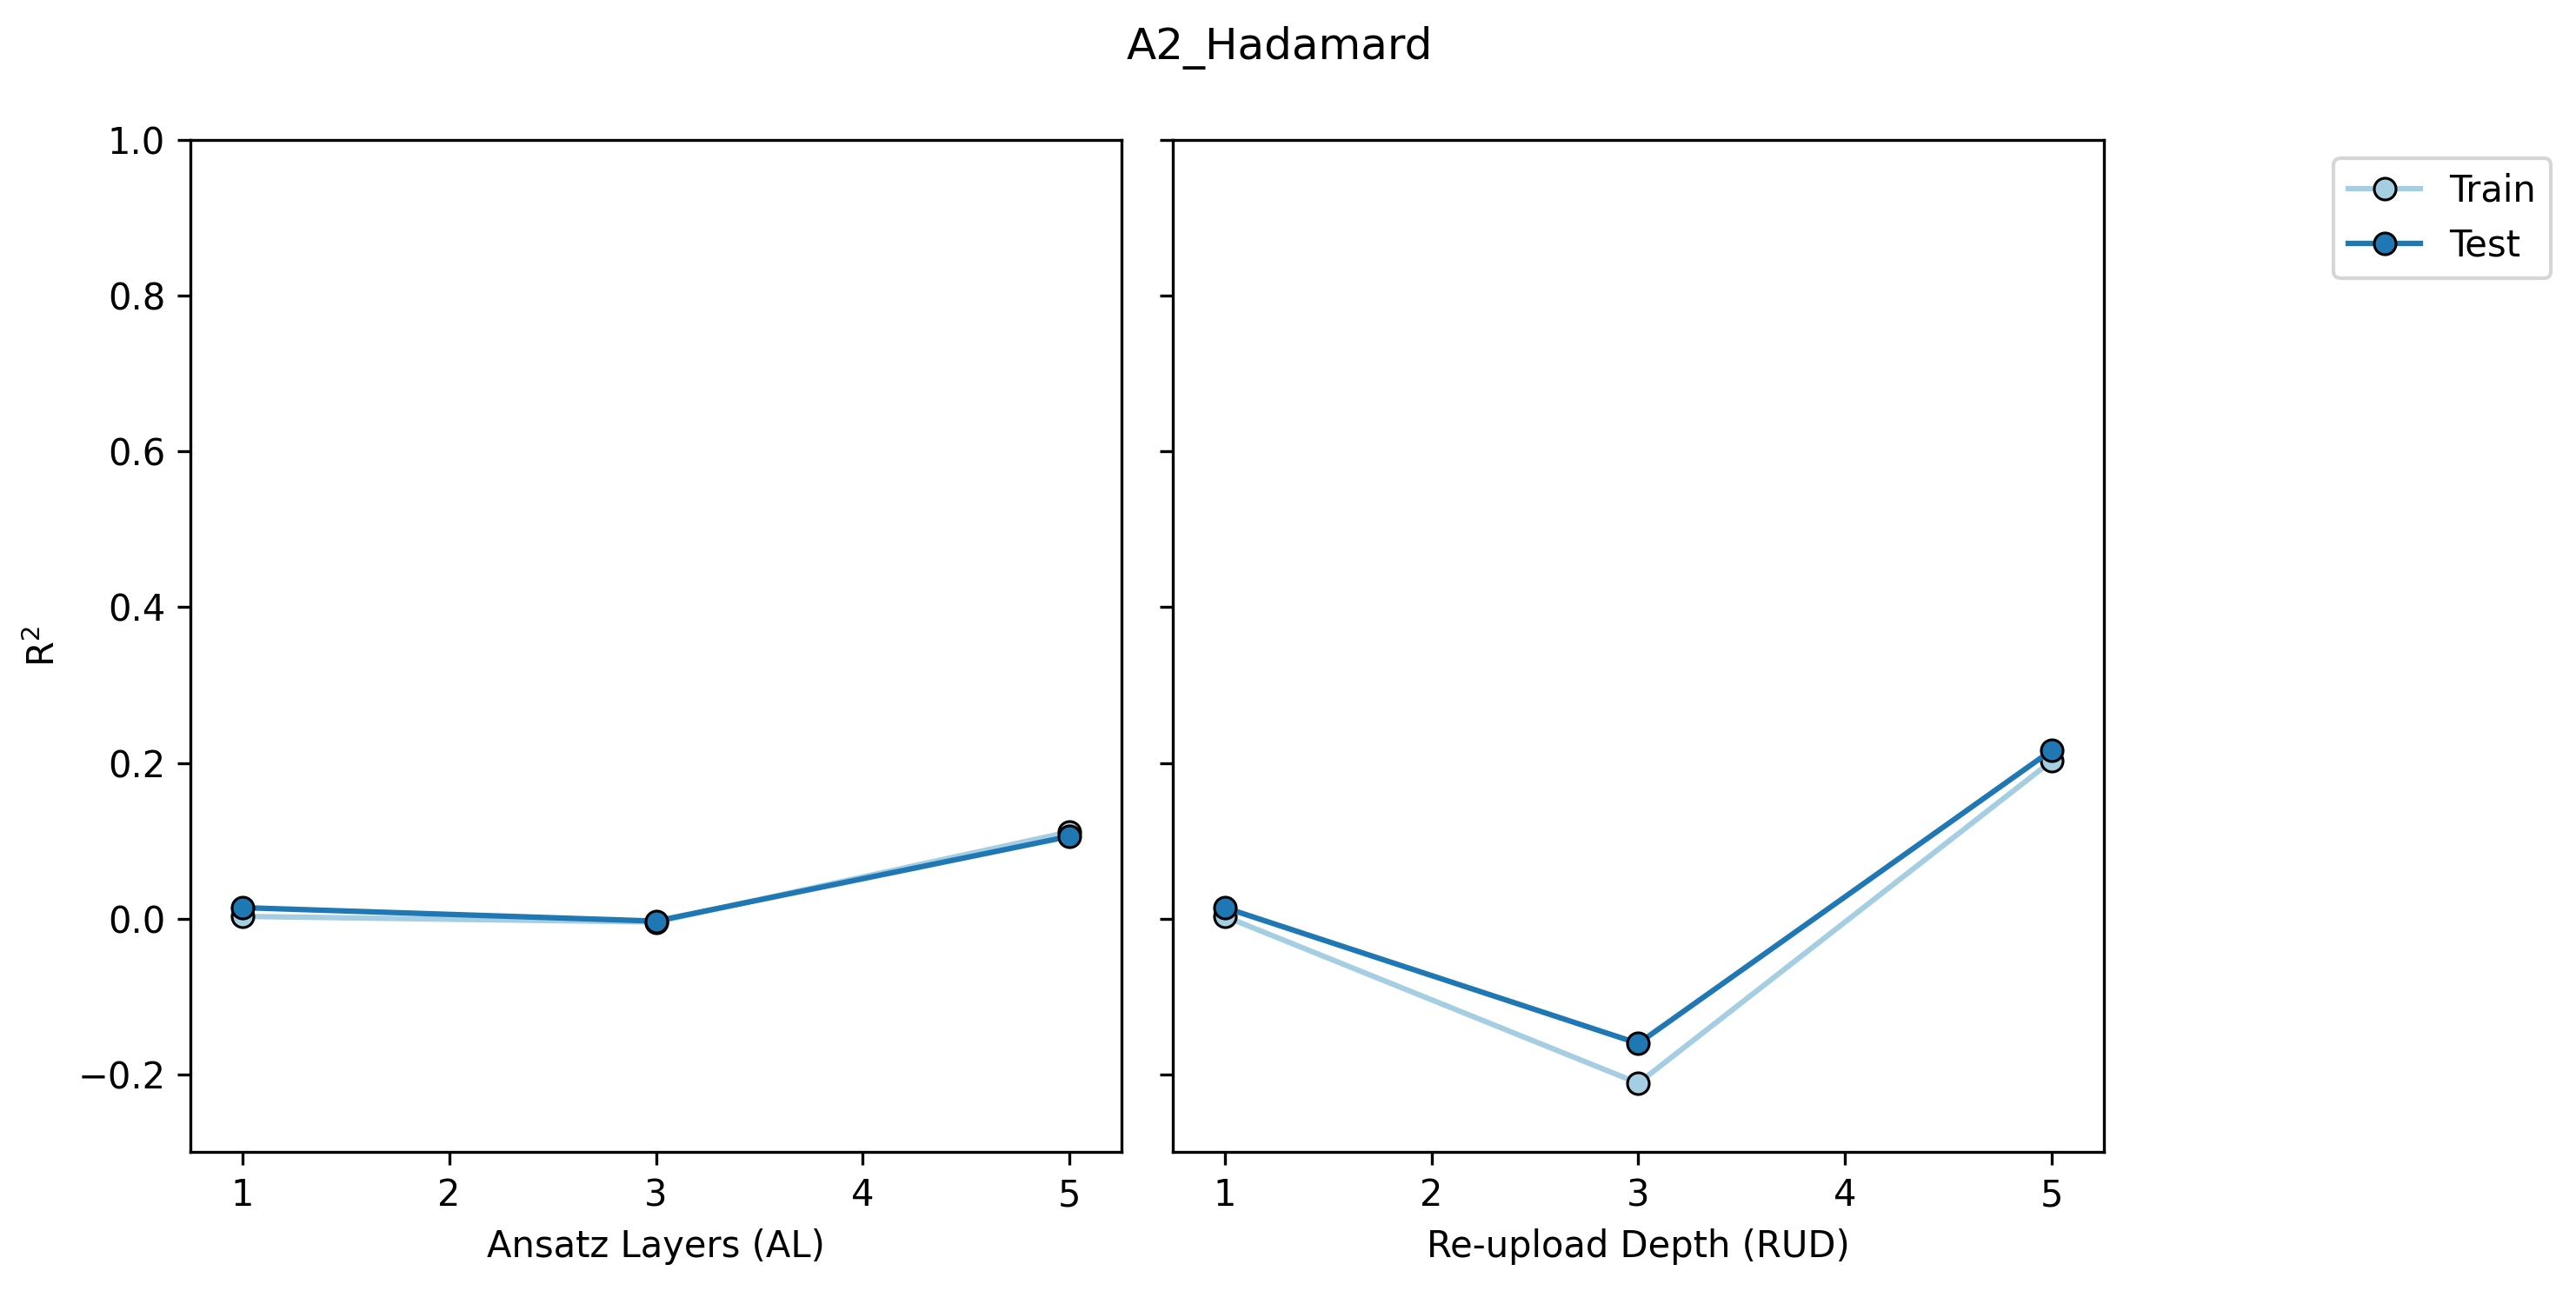 A2_Hadamard
R²
1.0
0.8
0.6
0.4
0.2
0.0
−0.2
1 2 3 4 5
Ansatz Layers (AL)
1 2 3 4 5
Re-upload Depth (RUD)
Train
Test